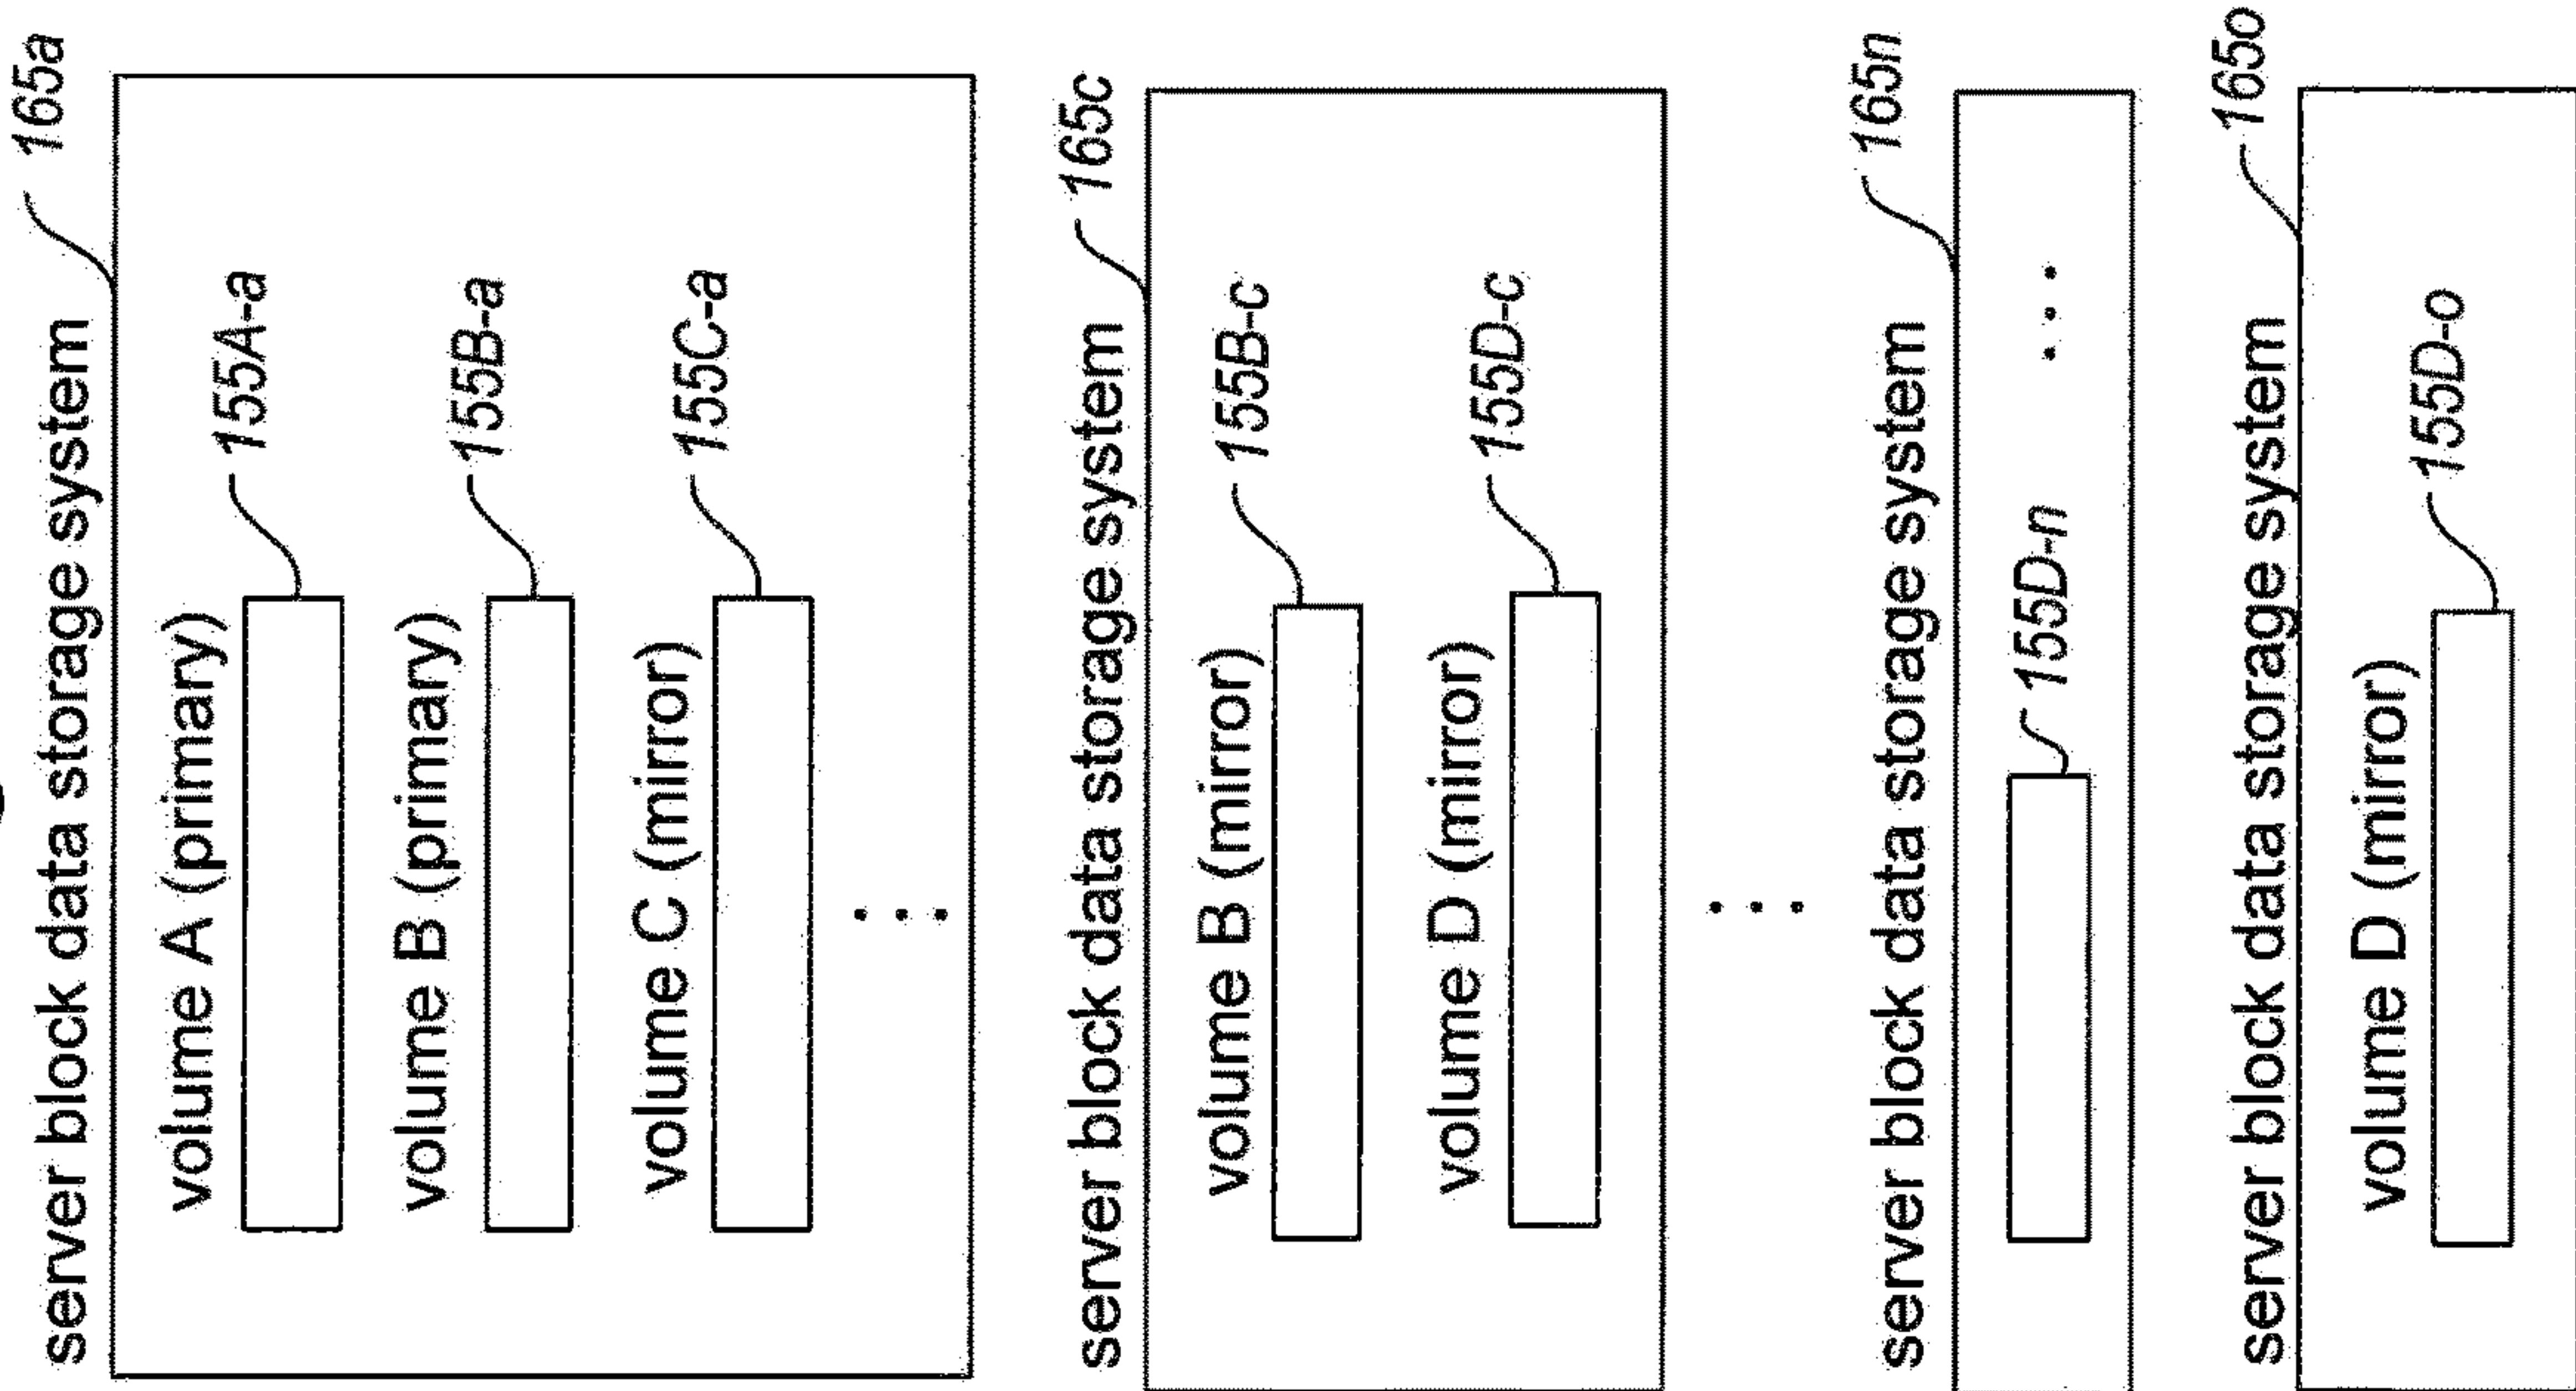 server block data storage system 165a
volume A (primary)
155A-a
volume B (primary)
155B-a
volume C (mirror)
155C-a
. . .
server block data storage system 165c
volume B (mirror)
155B-c
volume D (mirror)
155D-c
. . .
server block data storage system 165n
155D-n . . .
server block data storage system 165o
volume D (mirror)
155D-o